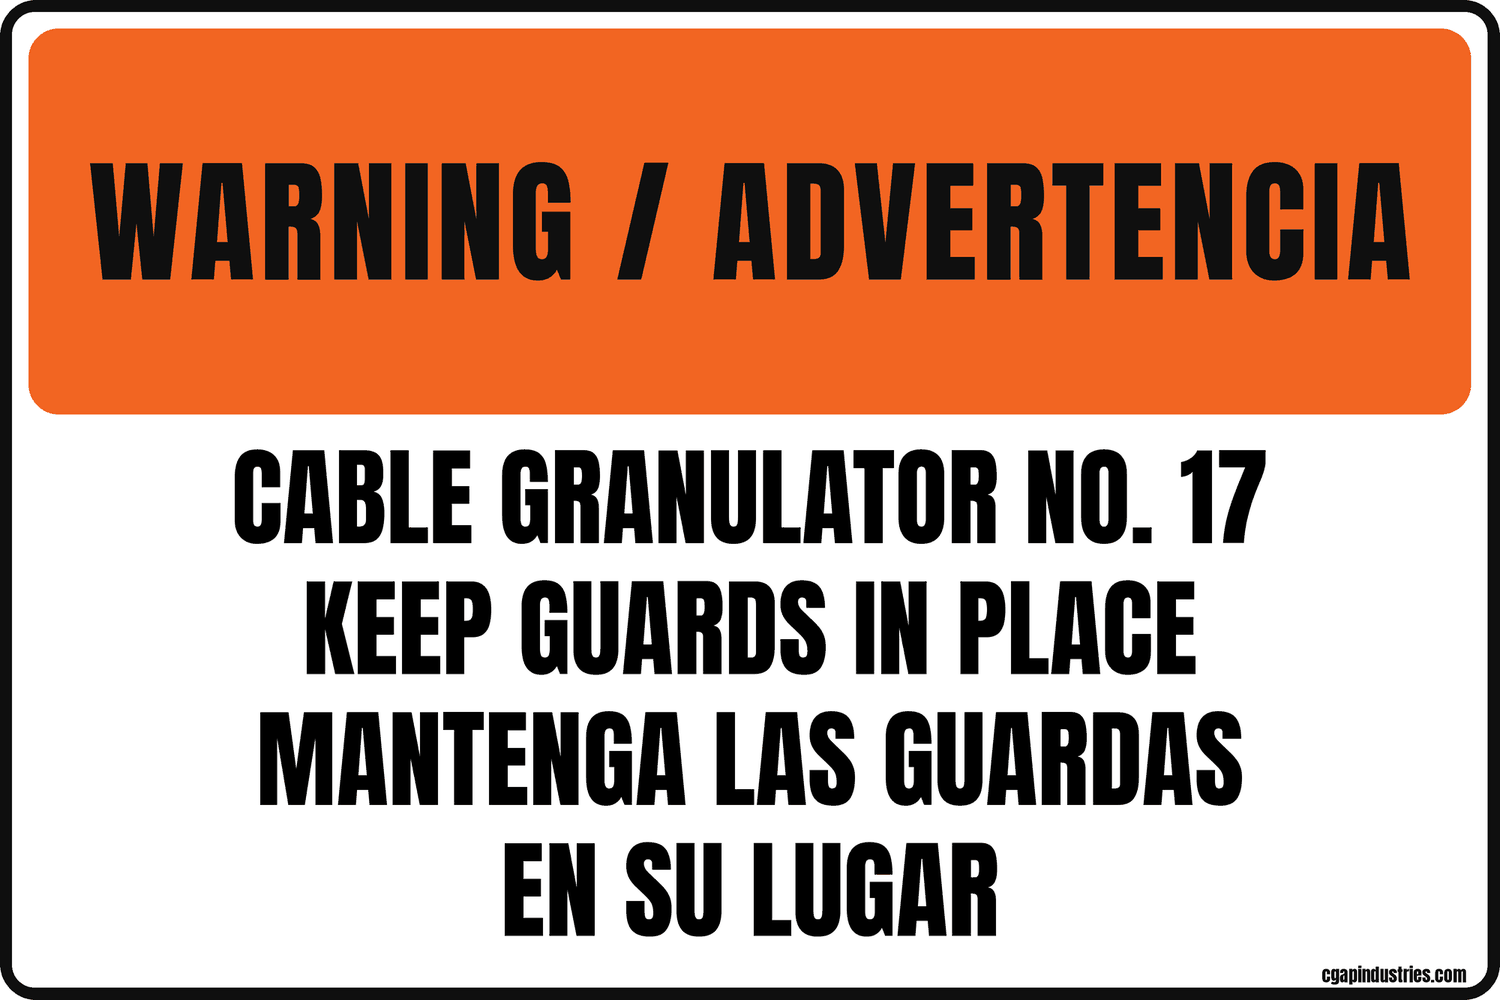 WARNING / ADVERTENCIA
CABLE GRANULATOR NO. 17
KEEP GUARDS IN PLACE
MANTENGA LAS GUARDAS
EN SU LUGAR
cgapindustries.com